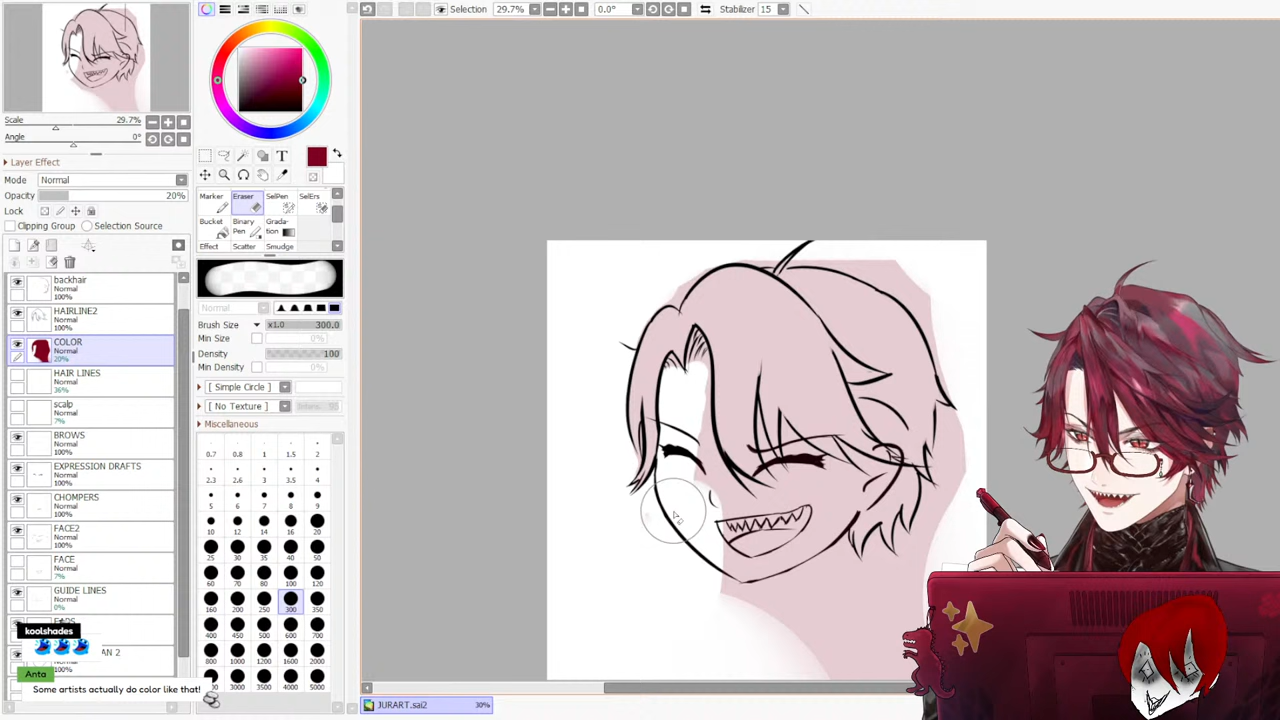 Selection
29.7%
0.0°
Stabilizer 15
Scale
29.7%
Angle
0°
Layer Effect
Mode Normal
Opacity 20%
Lock
Clipping Group Selection Source
backhair
Normal
100%
HAIRLINE2
Normal
100%
COLOR
Normal
20%
HAIR LINES
Normal
36%
scalp
Normal
7%
BROWS
Normal
100%
EXPRESSION DRAFTS
Normal
100%
CHOMPERS
Normal
100%
FACE2
Normal
100%
FACE
Normal
7%
GUIDE LINES
Normal
0%
koolshades
AN 2
Anta
Some artists actually do color like that!
T
Marker Eraser SelPen SelErs
Bucket Binary Pen Grada-tion
Effect Scatter Smudge
Normal
Brush Size x1.0 300.0
Min Size 0%
Density 100
Min Density 0%
[ Simple Circle ]
[ No Texture ]
Miscellaneous
0.7 0.8 1 1.5 2
2.3 2.6 3 3.5 4
5 6 7 8 9
10 12 14 16 20
25 30 35 40 50
60 70 80 100 120
160 200 250 300 350
400 450 500 600 700
800 1000 1200 1600 2000
3000 3500 4000 5000
JURART.sai2 30%